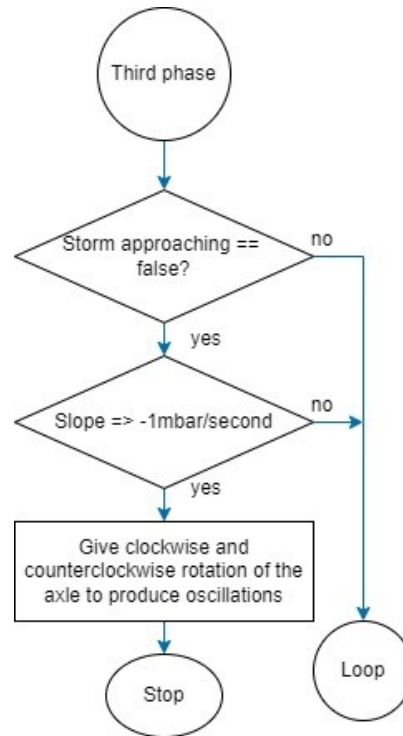 Third phase
Storm approaching ==
false?
no
yes
Slope => -1mbar/second
no
yes
Give clockwise and
counterclockwise rotation of the
axle to produce oscillations
Stop
Loop